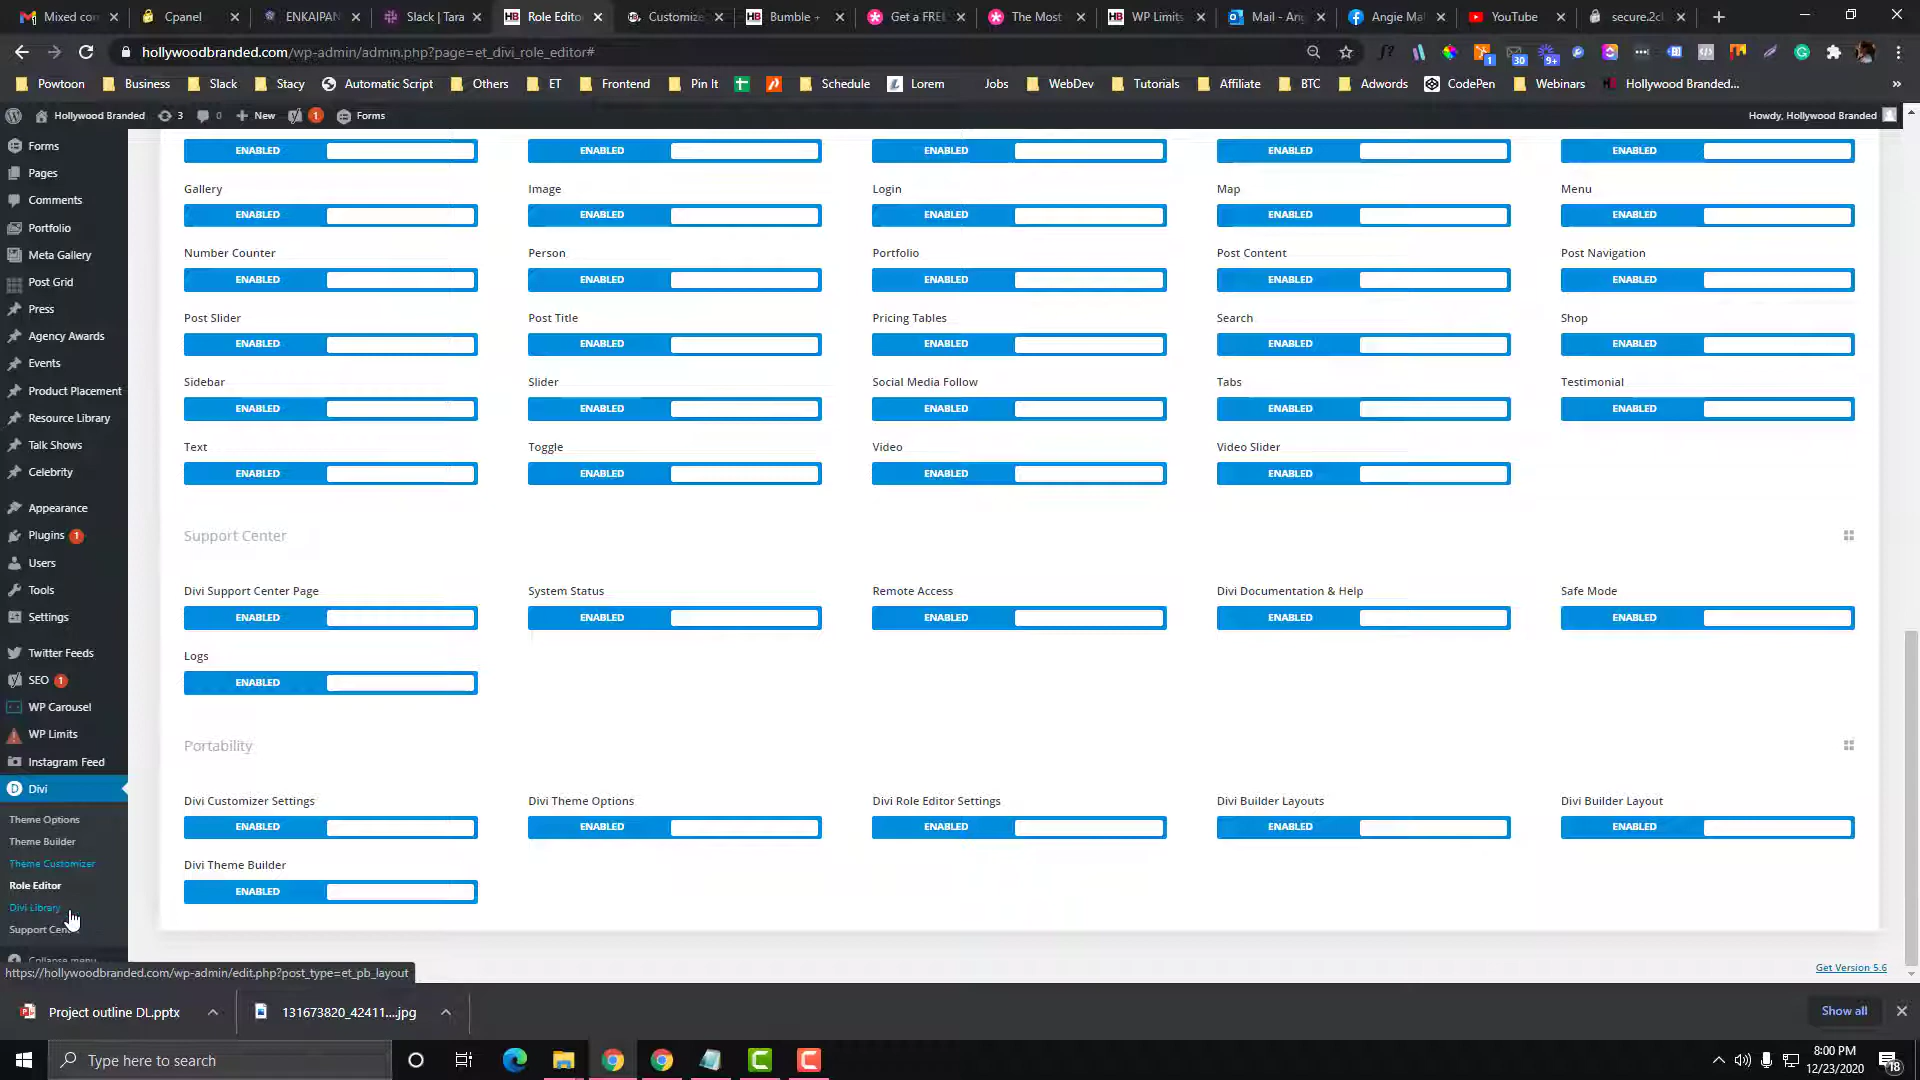 Mixed con
Cpanel
ENKAIPAN
Slack | Tara
Role Edito
Customize
Bumble +
Get a FREE
The Most
WP Limits
Mail - Ang
Angie Mal
YouTube
secure.2cl
hollywoodbranded.com/wp-admin/admin.php?page=et_divi_role_editor#
Powtoon
Business
Slack
Stacy
Automatic Script
Others
ET
Frontend
Pin It
Schedule
Lorem
Jobs
WebDev
Tutorials
Affiliate
BTC
Adwords
CodePen
Webinars
Hollywood Branded...
Hollywood Branded
3
0
New
1
Forms
Howdy, Hollywood Branded
Forms
Pages
Comments
Portfolio
Meta Gallery
Post Grid
Press
Agency Awards
Events
Product Placement
Resource Library
Talk Shows
Celebrity
Appearance
Plugins 1
Users
Tools
Settings
Twitter Feeds
SEO 1
WP Carousel
WP Limits
Instagram Feed
Divi
Theme Options
Theme Builder
Theme Customizer
Role Editor
Divi Library
Support Cen
Collapse menu
ENABLED ENABLED ENABLED ENABLED ENABLED
Gallery Image Login Map Menu
ENABLED ENABLED ENABLED ENABLED ENABLED
Number Counter Person Portfolio Post Content Post Navigation
ENABLED ENABLED ENABLED ENABLED ENABLED
Post Slider Post Title Pricing Tables Search Shop
ENABLED ENABLED ENABLED ENABLED ENABLED
Sidebar Slider Social Media Follow Tabs Testimonial
ENABLED ENABLED ENABLED ENABLED ENABLED
Text Toggle Video Video Slider
ENABLED ENABLED ENABLED ENABLED
Support Center
Divi Support Center Page System Status Remote Access Divi Documentation & Help Safe Mode
ENABLED ENABLED ENABLED ENABLED ENABLED
Logs
ENABLED
Portability
Divi Customizer Settings Divi Theme Options Divi Role Editor Settings Divi Builder Layouts Divi Builder Layout
ENABLED ENABLED ENABLED ENABLED ENABLED
Divi Theme Builder
ENABLED
https://hollywoodbranded.com/wp-admin/edit.php?post_type=et_pb_layout
Get Version 5.6
Project outline DL.pptx
131673820_42411....jpg
Show all
Type here to search
8:00 PM
12/23/2020
18